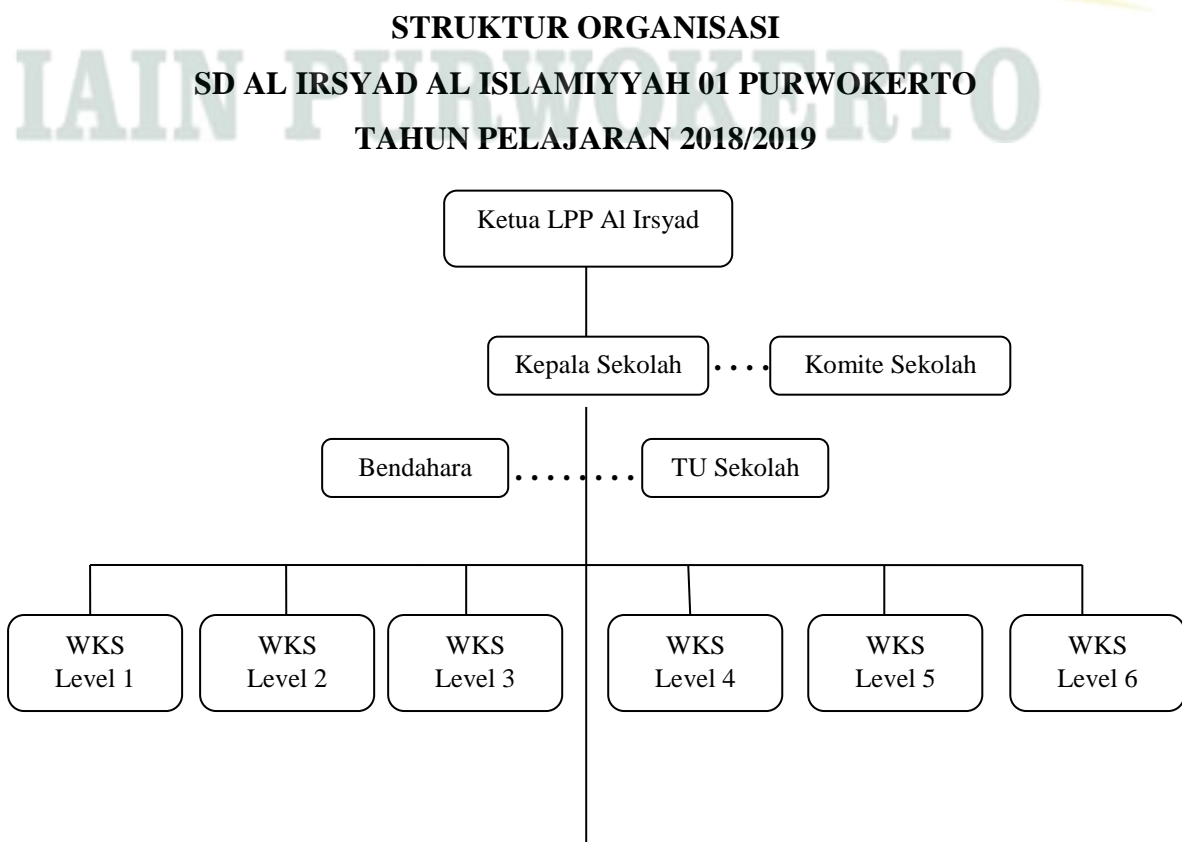 STRUKTUR ORGANISASI
SD AL IRSYAD AL ISLAMIYYAH 01 PURWOKERTO
IAIN PURWOKERTO
TAHUN PELAJARAN 2018/2019
Ketua LPP Al Irsyad
Kepala Sekolah
Komite Sekolah
Bendahara
TU Sekolah
WKS
Level 1
WKS
Level 2
WKS
Level 3
WKS
Level 4
WKS
Level 5
WKS
Level 6